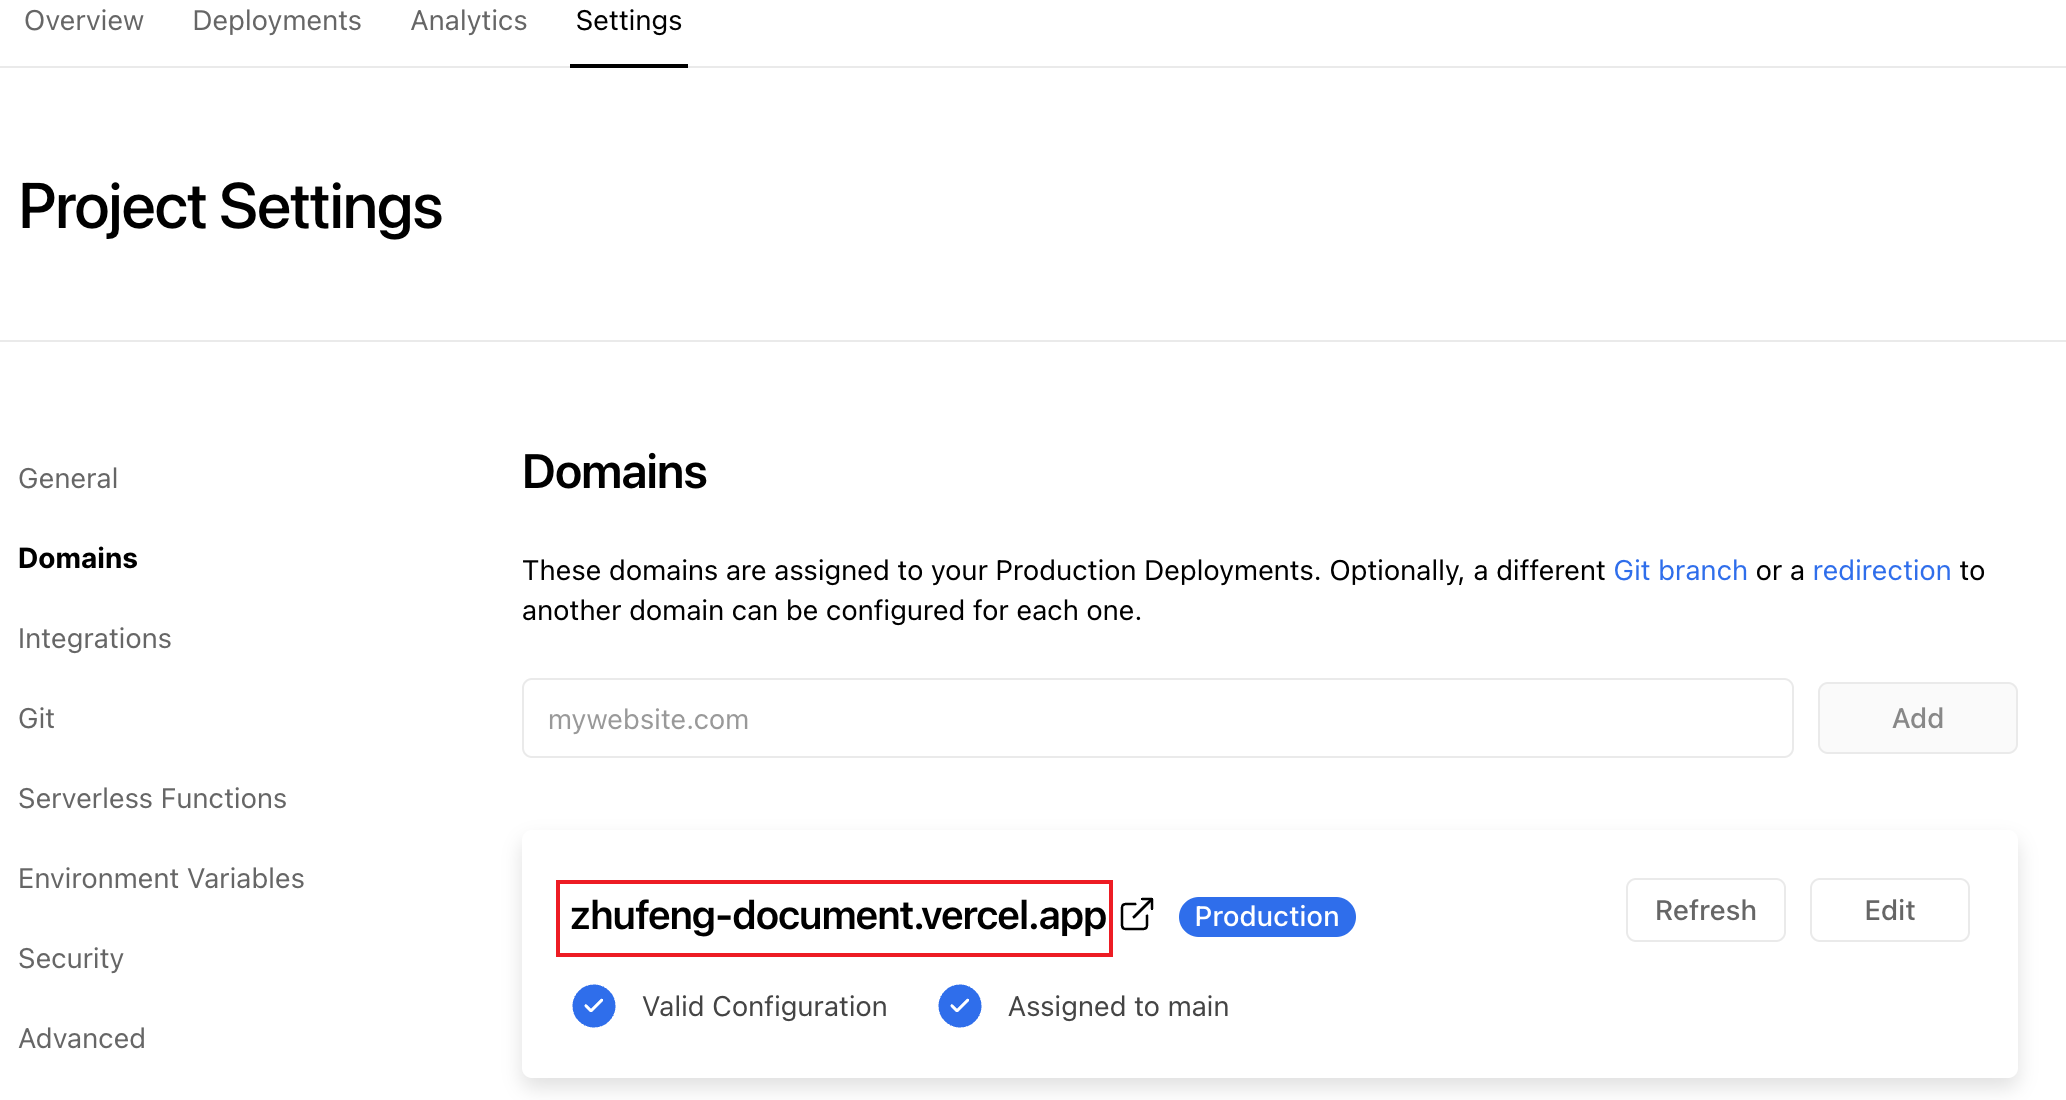 Overview Deployments Analytics Settings
Project Settings
General
Domains
Integrations
Git
Serverless Functions
Environment Variables
Security
Advanced
Domains
These domains are assigned to your Production Deployments. Optionally, a different Git branch or a redirection to
another domain can be configured for each one.
mywebsite.com Add
zhufeng-document.vercel.app Production Refresh Edit
Valid Configuration Assigned to main